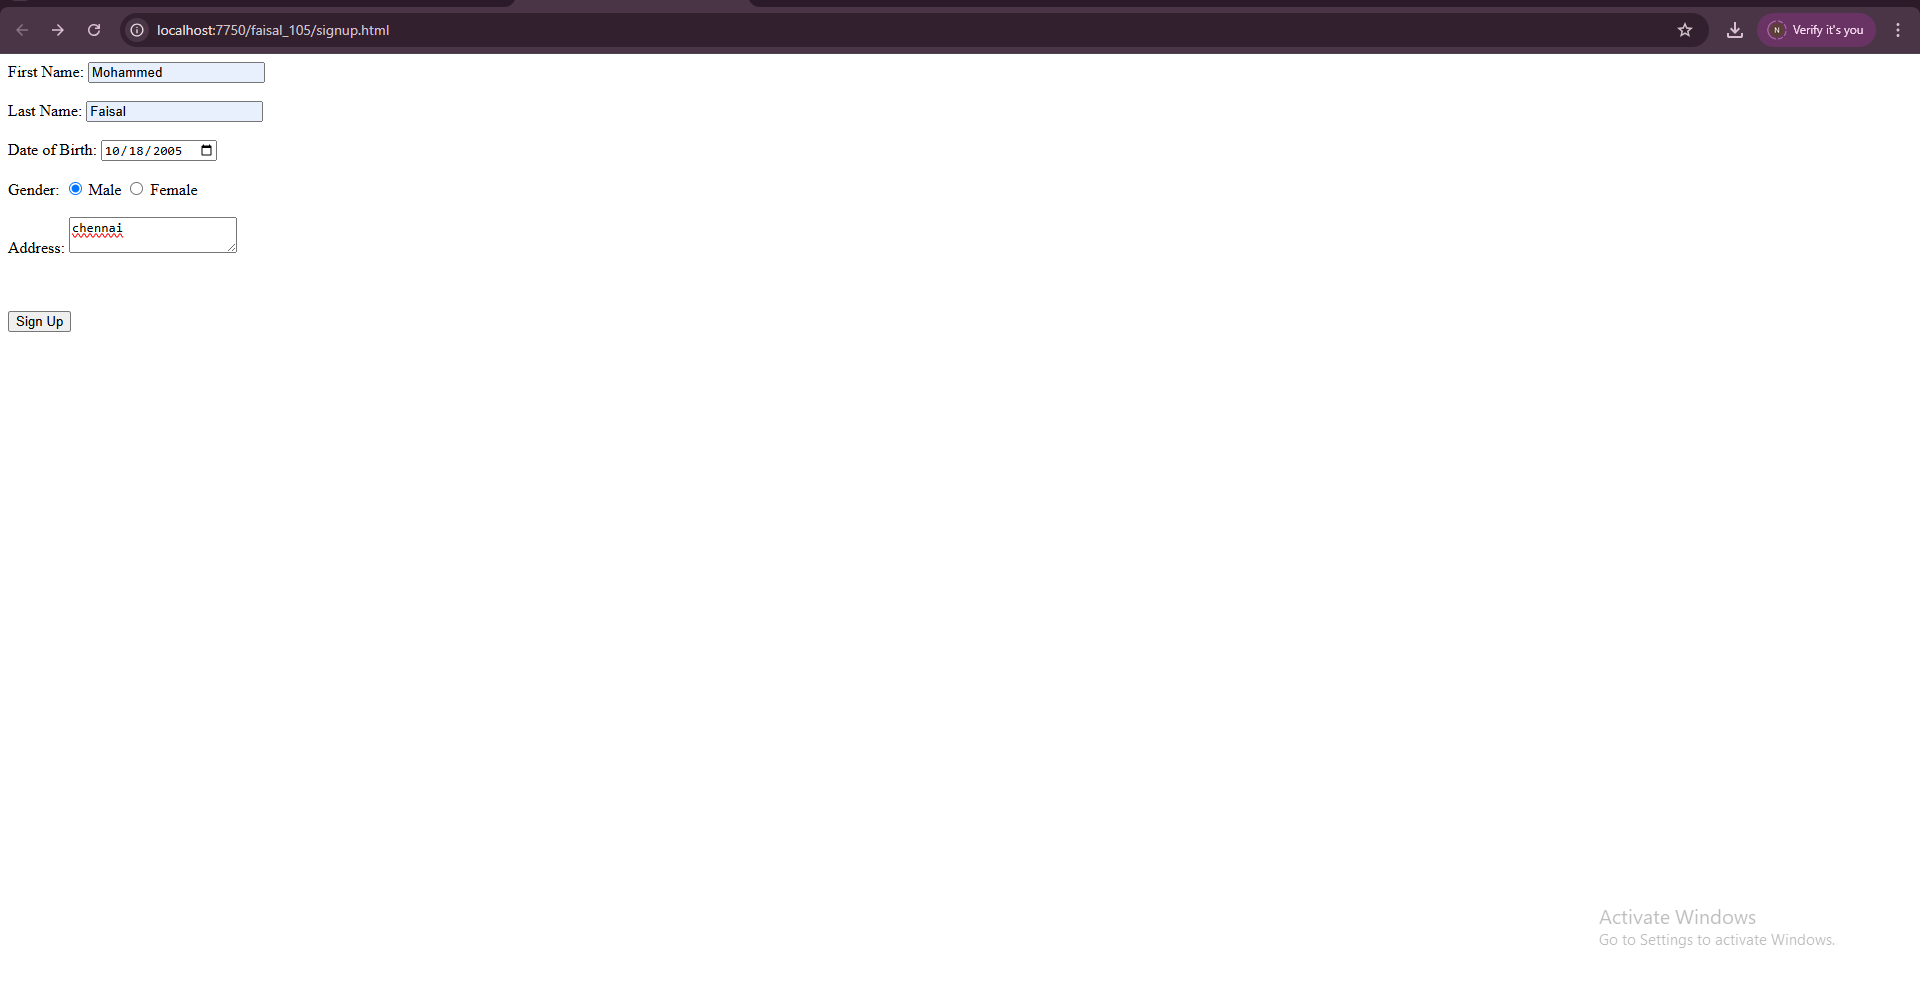 localhost:7750/faisal_105/signup.html
N Verify it's you
First Name: Mohammed
Last Name: Faisal
Date of Birth: 10/18/2005
Gender: Male Female
Address: chennai
Sign Up
Activate Windows
Go to Settings to activate Windows.